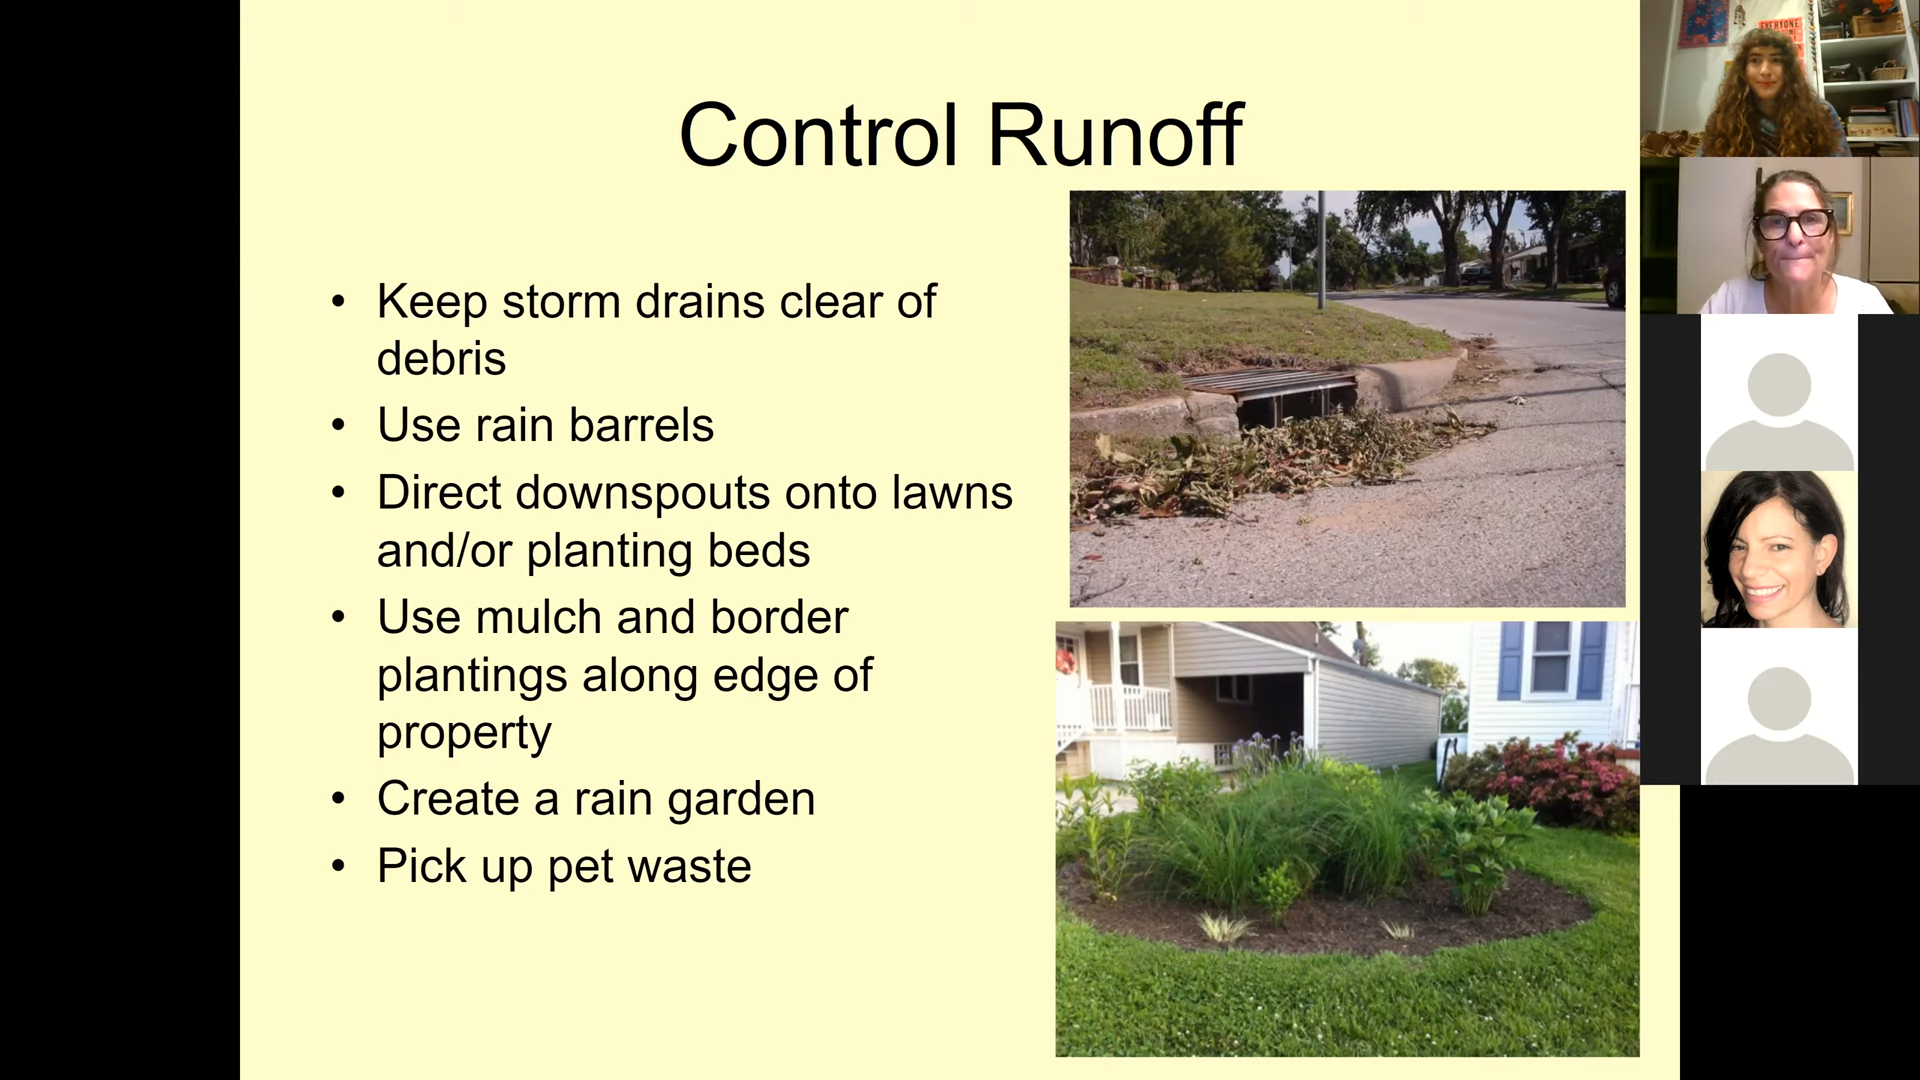 Control Runoff
• Keep storm drains clear of
debris
• Use rain barrels
• Direct downspouts onto lawns
and/or planting beds
• Use mulch and border
plantings along edge of
property
• Create a rain garden
• Pick up pet waste
EVERYONE